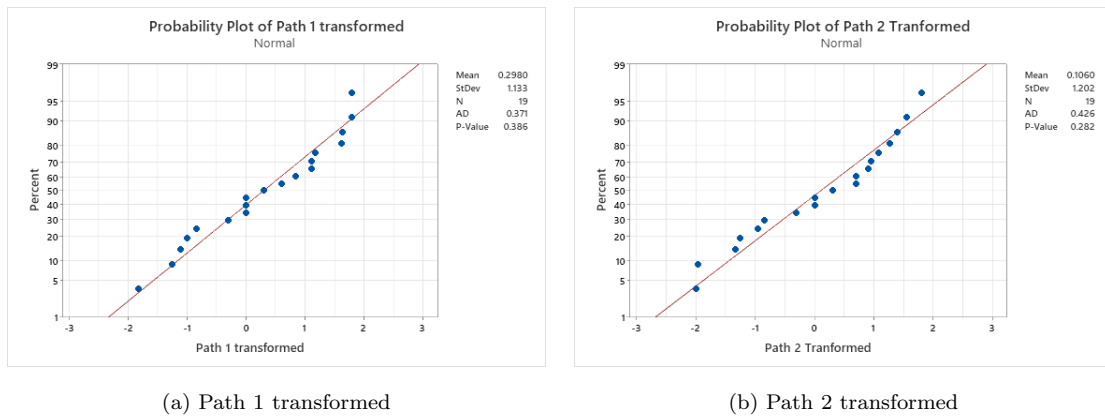 Probability Plot of Path 1 transformed
Normal
99
95
90
80
70
60
50
40
30
20
10
5
1
Percent
-3 -2 -1 0 1 2 3
Path 1 transformed
Mean 0.2980
StDev 1.133
N 19
AD 0.371
P-Value 0.386
(a) Path 1 transformed
Probability Plot of Path 2 Tranformed
Normal
99
95
90
80
70
60
50
40
30
20
10
5
1
Percent
-3 -2 -1 0 1 2 3
Path 2 Tranformed
Mean 0.1060
StDev 1.202
N 19
AD 0.426
P-Value 0.282
(b) Path 2 transformed